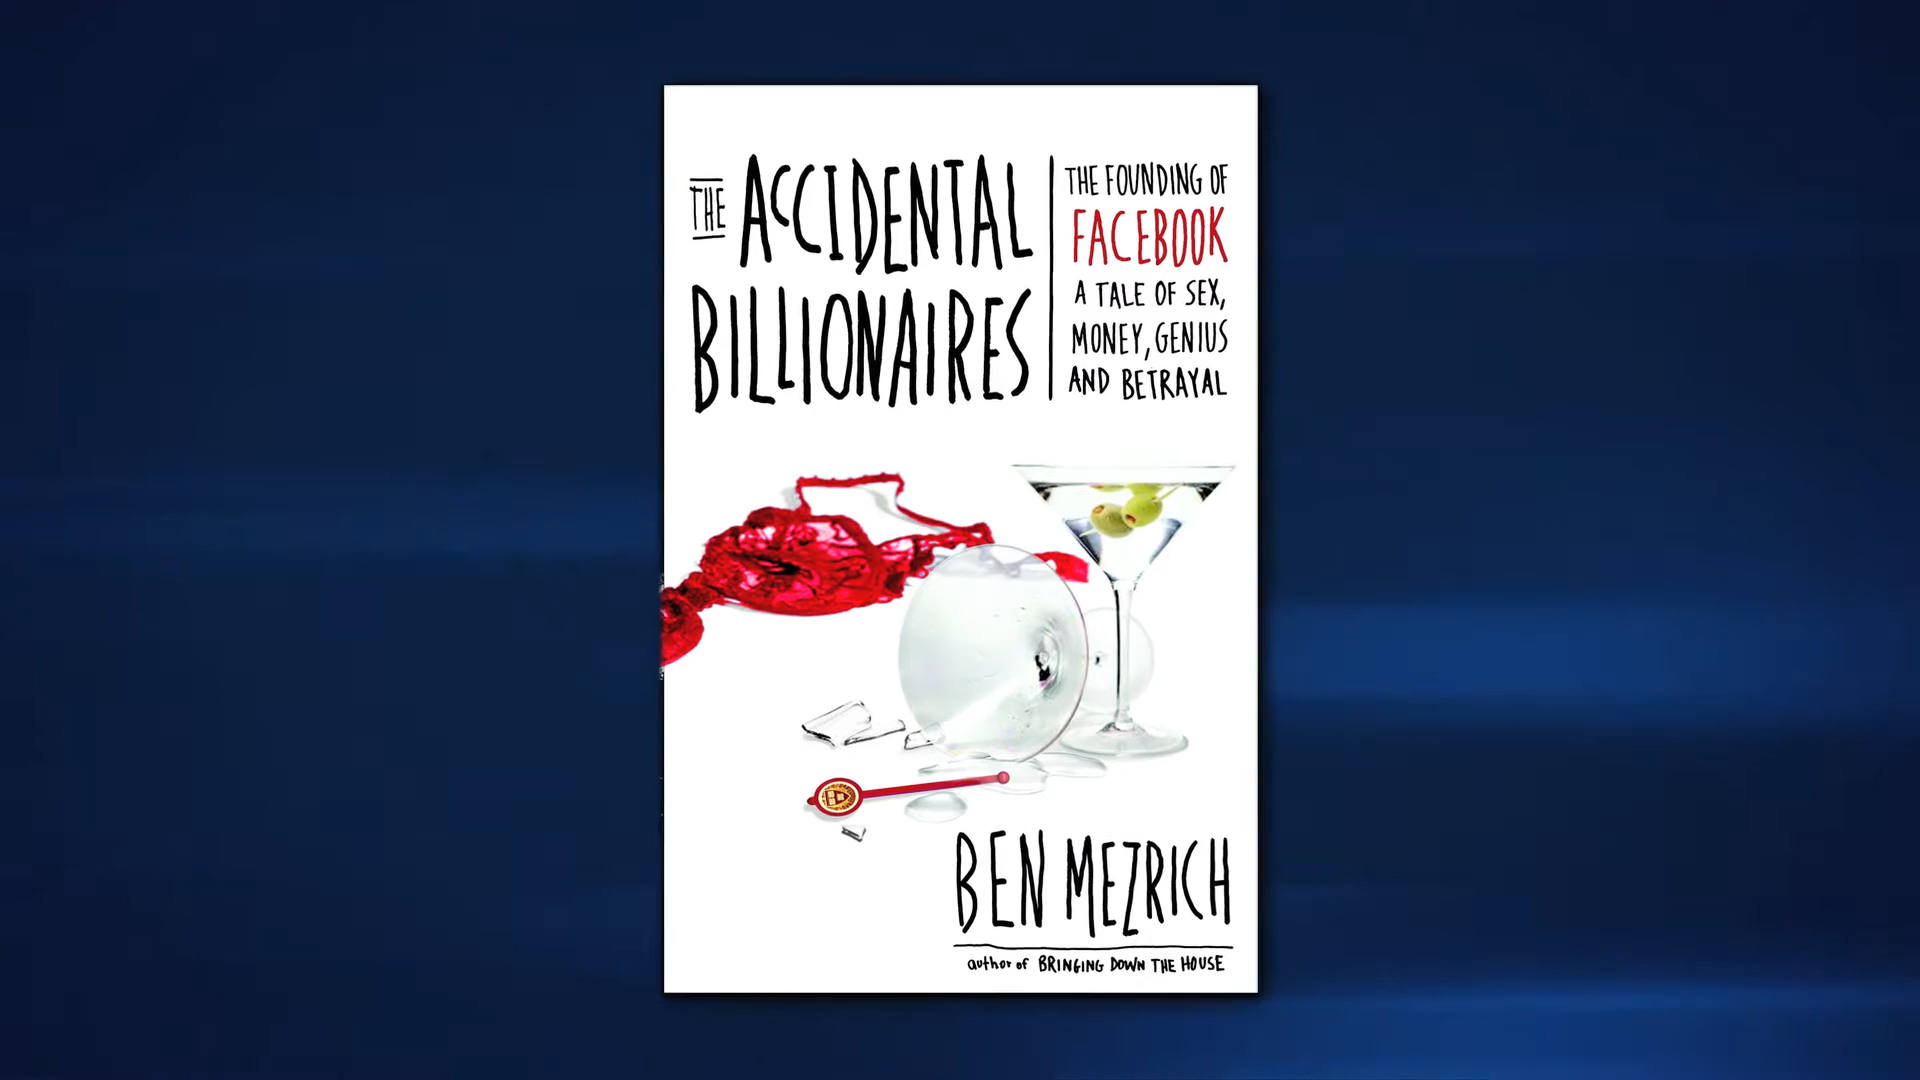 THE ACCIDENTAL
BILLIONAIRES
THE FOUNDING OF
FACEBOOK
A TALE OF SEX,
MONEY, GENIUS
AND BETRAYAL
BEN MEZRICH
author of BRINGING DOWN THE HOUSE